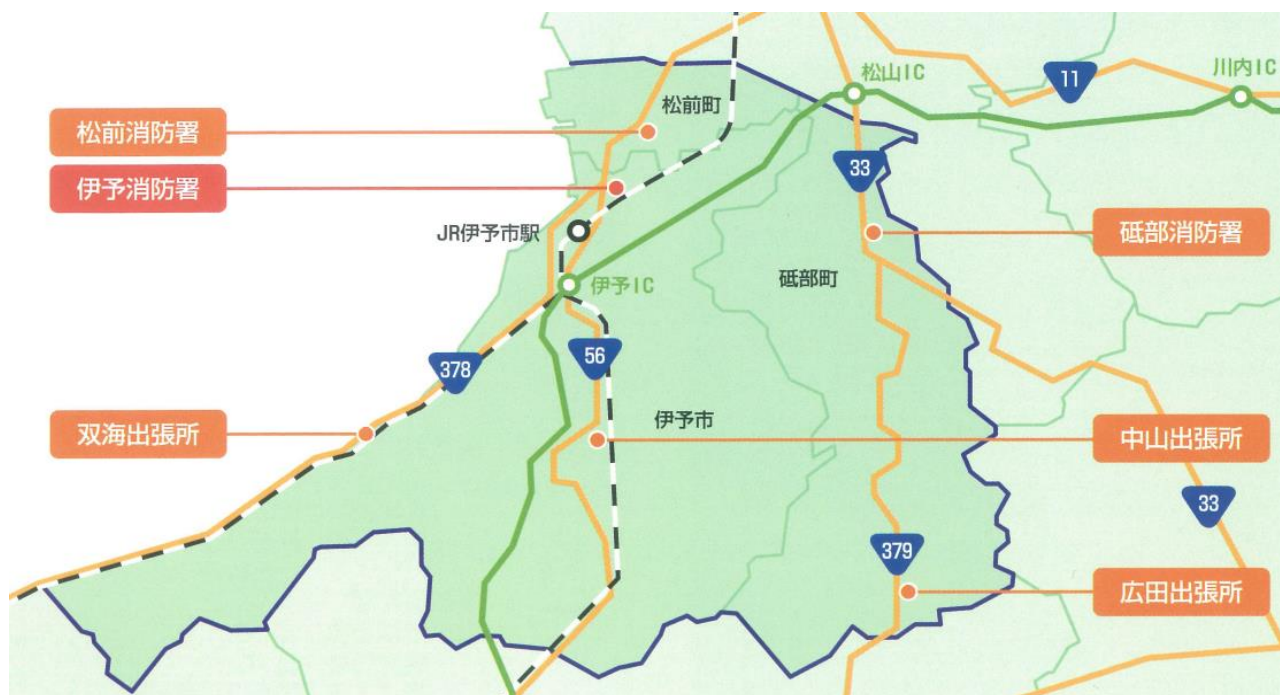 11
松山IC
川内IC
松前町
松前消防署
33
伊予消防署
JR伊予市駅
砥部消防署
伊予IC
砥部町
378
56
伊予市
双海出張所
中山出張所
33
379
広田出張所